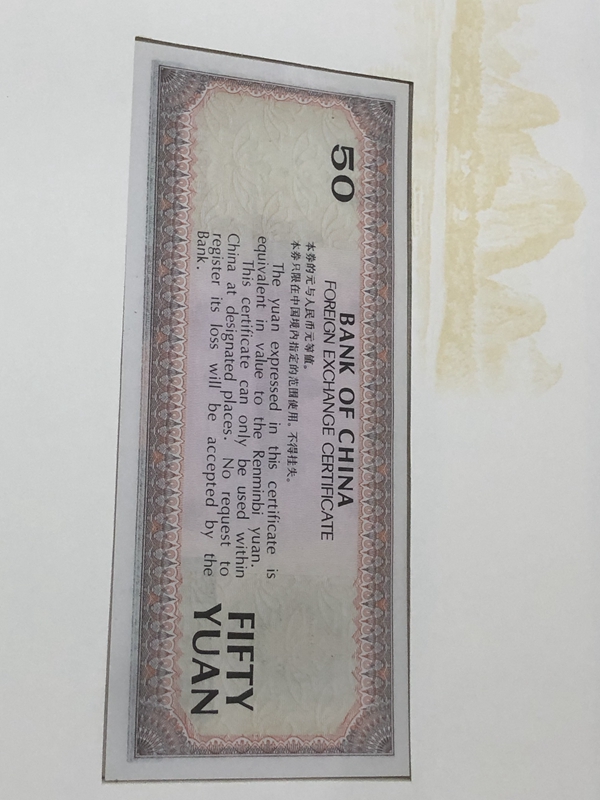 50
BANK OF CHINA
FOREIGN EXCHANGE CERTIFICATE
本券的元与人民币元等值。
本券只限在中国境内指定的范围使用。不得挂失。
The yuan expressed in this certificate is
equivalent in value to the Renminbi yuan.
This certificate can only be used within
China at designated places. No request to
register its loss will be accepted by the
Bank.
FIFTY
YUAN